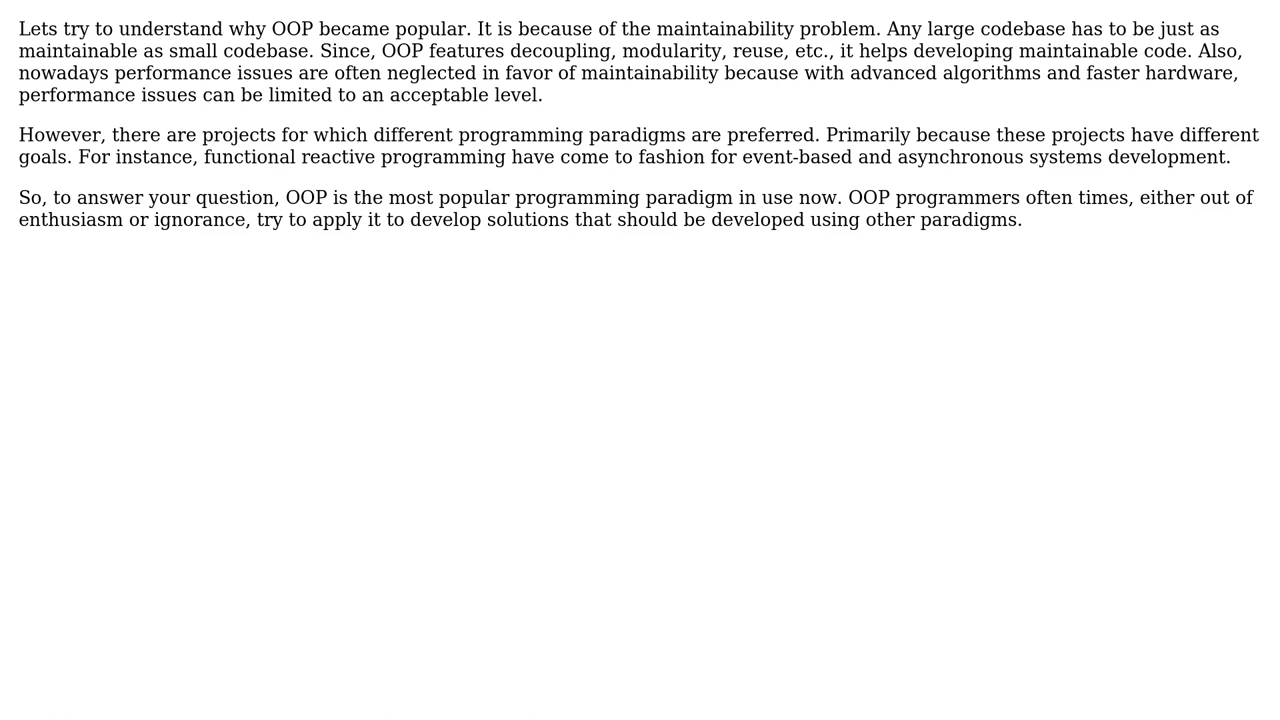 Lets try to understand why OOP became popular. It is because of the maintainability problem. Any large codebase has to be just as
maintainable as small codebase. Since, OOP features decoupling, modularity, reuse, etc., it helps developing maintainable code. Also,
nowadays performance issues are often neglected in favor of maintainability because with advanced algorithms and faster hardware,
performance issues can be limited to an acceptable level.
However, there are projects for which different programming paradigms are preferred. Primarily because these projects have different
goals. For instance, functional reactive programming have come to fashion for event-based and asynchronous systems development.
So, to answer your question, OOP is the most popular programming paradigm in use now. OOP programmers often times, either out of
enthusiasm or ignorance, try to apply it to develop solutions that should be developed using other paradigms.